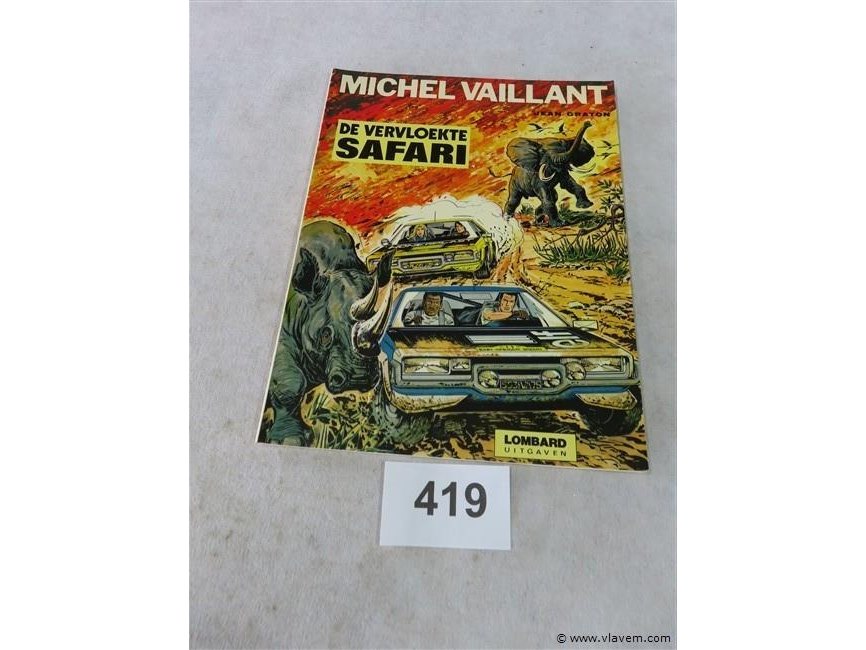 MICHEL VAILLANT
JEAN GRATON
DE VERVLOEKTE
SAFARI
LOMBARD
UITGAVEN
419
© www.vlavem.com